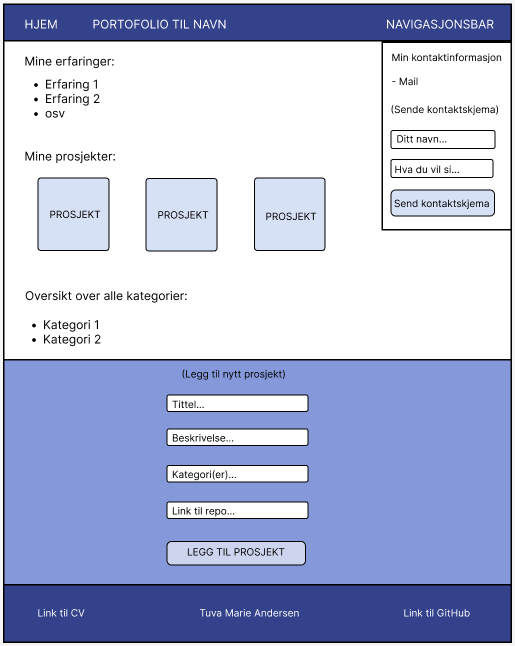 HJEM PORTOFOLIO TIL NAVN NAVIGASJONSBAR
Mine erfaringer:
• Erfaring 1
• Erfaring 2
• osv
Min kontaktinformasjon
- Mail
(Sende kontaktskjema)
Ditt navn...
Hva du vil si...
Send kontaktskjema
Mine prosjekter:
PROSJEKT PROSJEKT PROSJEKT
Oversikt over alle kategorier:
• Kategori 1
• Kategori 2
(Legg til nytt prosjekt)
Tittel...
Beskrivelse...
Kategori(er)...
Link til repo...
LEGG TIL PROSJEKT
Link til CV Tuva Marie Andersen Link til GitHub